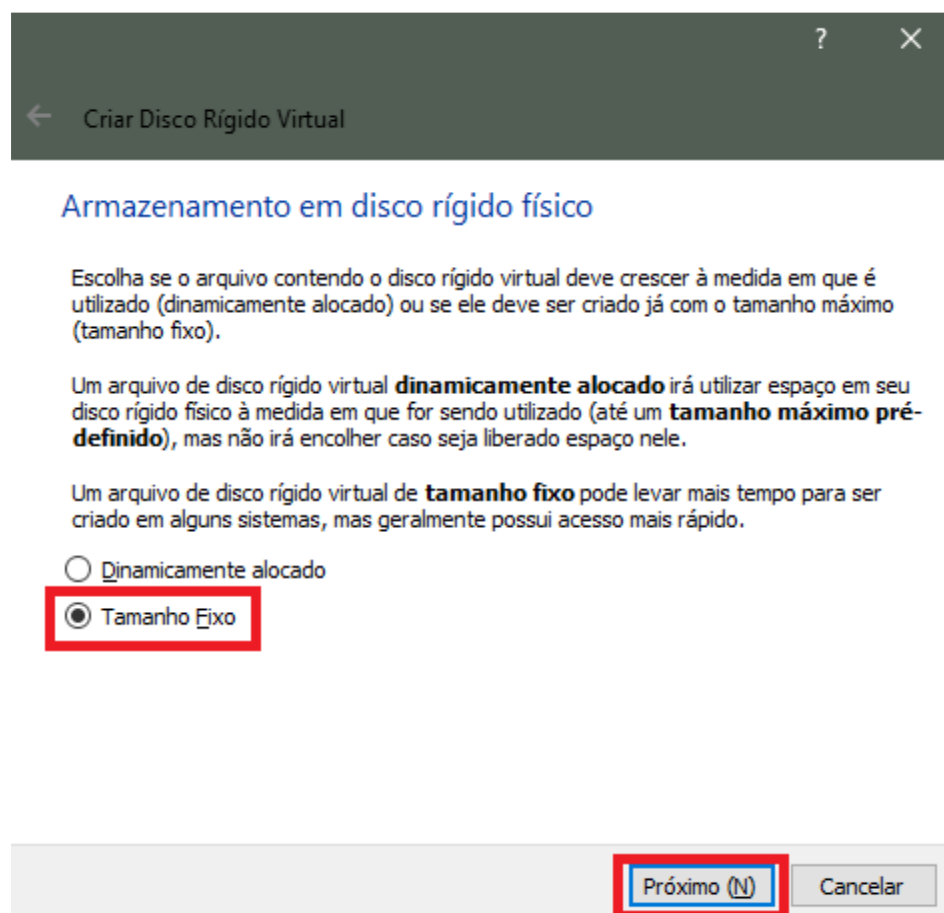 ?
Criar Disco Rígido Virtual
Armazenamento em disco rígido físico
Escolha se o arquivo contendo o disco rígido virtual deve crescer à medida em que é
utilizado (dinamicamente alocado) ou se ele deve ser criado já com o tamanho máximo
(tamanho fixo).
Um arquivo de disco rígido virtual dinamicamente alocado irá utilizar espaço em seu
disco rígido físico à medida em que for sendo utilizado (até um tamanho máximo pré-
definido), mas não irá encolher caso seja liberado espaço nele.
Um arquivo de disco rígido virtual de tamanho fixo pode levar mais tempo para ser
criado em alguns sistemas, mas geralmente possui acesso mais rápido.
Dinamicamente alocado
Tamanho Fixo
Próximo (N) Cancelar